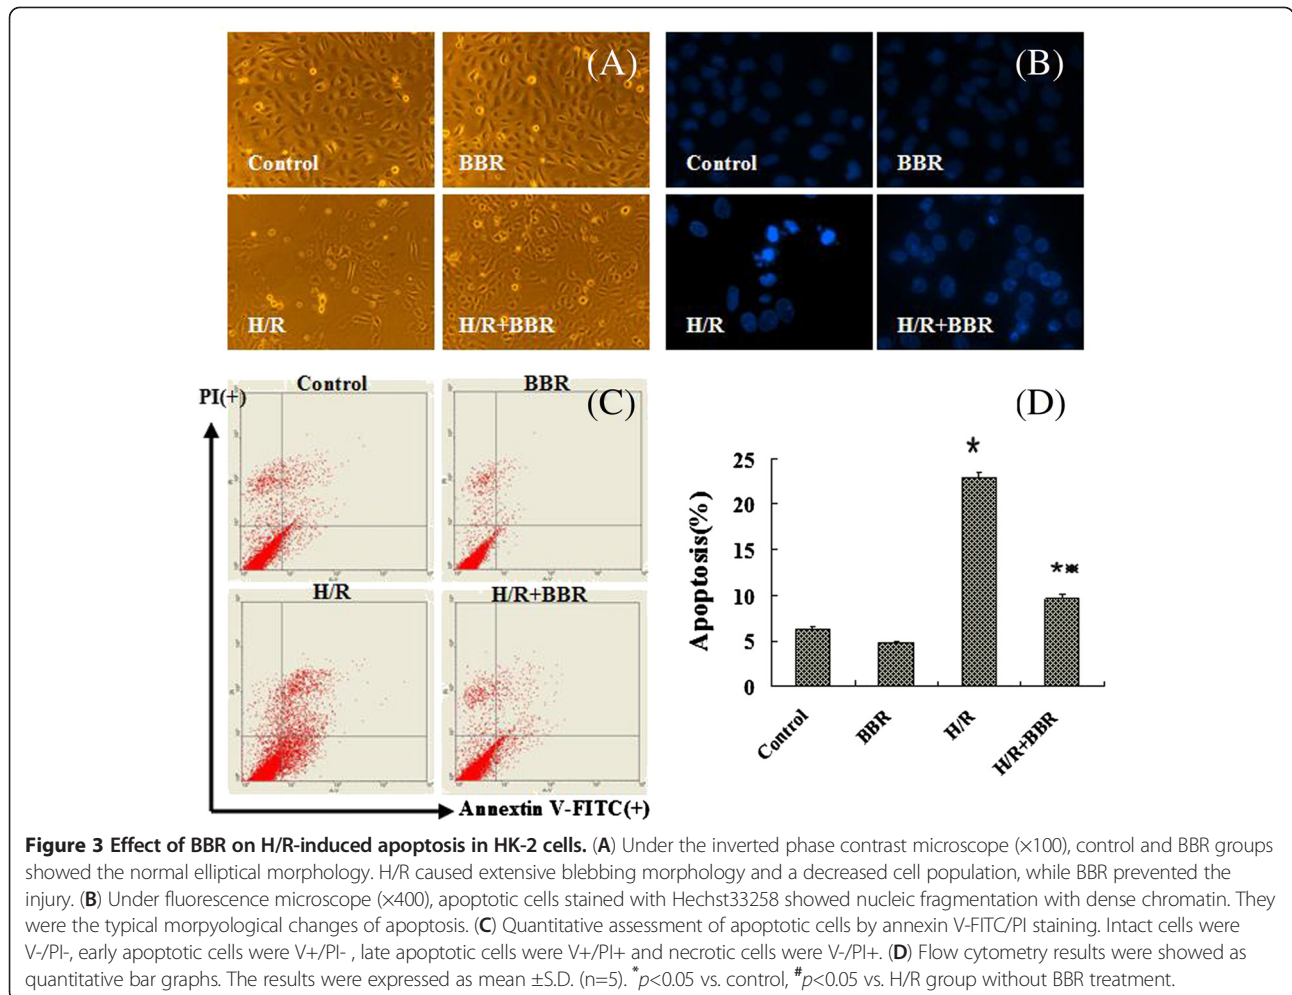 (A)
(B)
Control
BBR
Control
BBR
H/R
H/R+BBR
H/R
H/R+BBR
Control
BBR
(C)
(D)
PI(+)
H/R
H/R+BBR
Annextin V-FITC(+)
*
**
Apoptosis(%)
25
20
15
10
5
0
Control
BBR
H/R
H/R+BBR
Figure 3 Effect of BBR on H/R-induced apoptosis in HK-2 cells. (A) Under the inverted phase contrast microscope (×100), control and BBR groups
showed the normal elliptical morphology. H/R caused extensive blebbing morphology and a decreased cell population, while BBR prevented the
injury. (B) Under fluorescence microscope (×400), apoptotic cells stained with Hechst33258 showed nucleic fragmentation with dense chromatin. They
were the typical morpyological changes of apoptosis. (C) Quantitative assessment of apoptotic cells by annexin V-FITC/PI staining. Intact cells were
V-/PI-, early apoptotic cells were V+/PI- , late apoptotic cells were V+/PI+ and necrotic cells were V-/PI+. (D) Flow cytometry results were showed as
quantitative bar graphs. The results were expressed as mean ±S.D. (n=5). *p<0.05 vs. control, #p<0.05 vs. H/R group without BBR treatment.